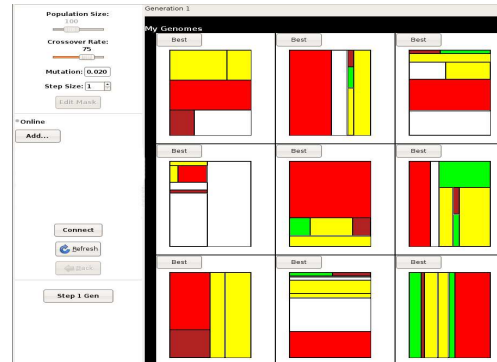 Population Size:
100
Crossover Rate:
75
Mutation: 0.020
Step Size: 1
Edit Mask
*Online
Add...
Connect
Refresh
Back
Step 1 Gen
Generation 1
My Genomes
Best
Best
Best
Best
Best
Best
Best
Best
Best